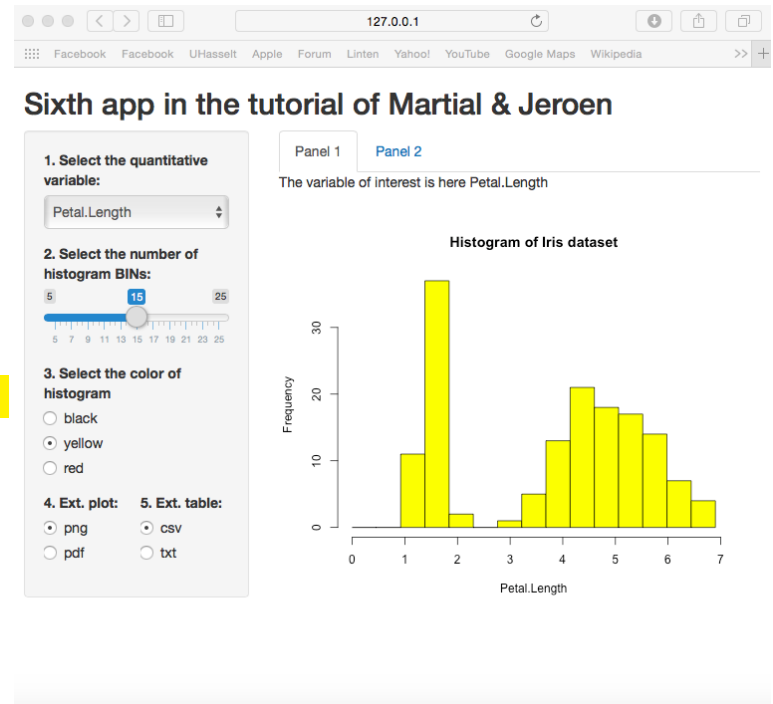 127.0.0.1
Facebook Facebook UHasselt Apple Forum Linten Yahoo! YouTube Google Maps Wikipedia >> +
Sixth app in the tutorial of Martial & Jeroen
1. Select the quantitative
variable:
Petal.Length
2. Select the number of
histogram BINs:
5 15 25
5 7 9 11 13 15 17 19 21 23 25
3. Select the color of
histogram
black
yellow
red
4. Ext. plot: 5. Ext. table:
png csv
pdf txt
Panel 1 Panel 2
The variable of interest is here Petal.Length
Histogram of Iris dataset
Frequency
30
20
10
0
0 1 2 3 4 5 6 7
Petal.Length